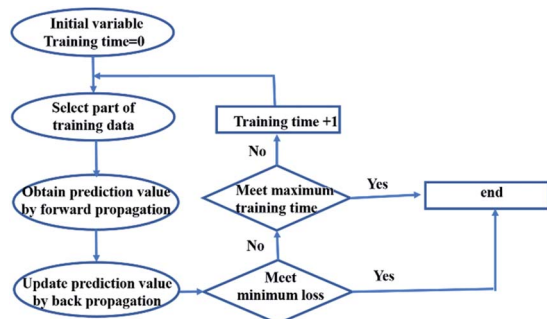 Initial variable
Training time=0
Select part of
training data
Training time +1
No
Obtain prediction value
by forward propagation
Meet maximum
training time
Yes
end
No
Update prediction value
by back propagation
Meet
minimum loss
Yes